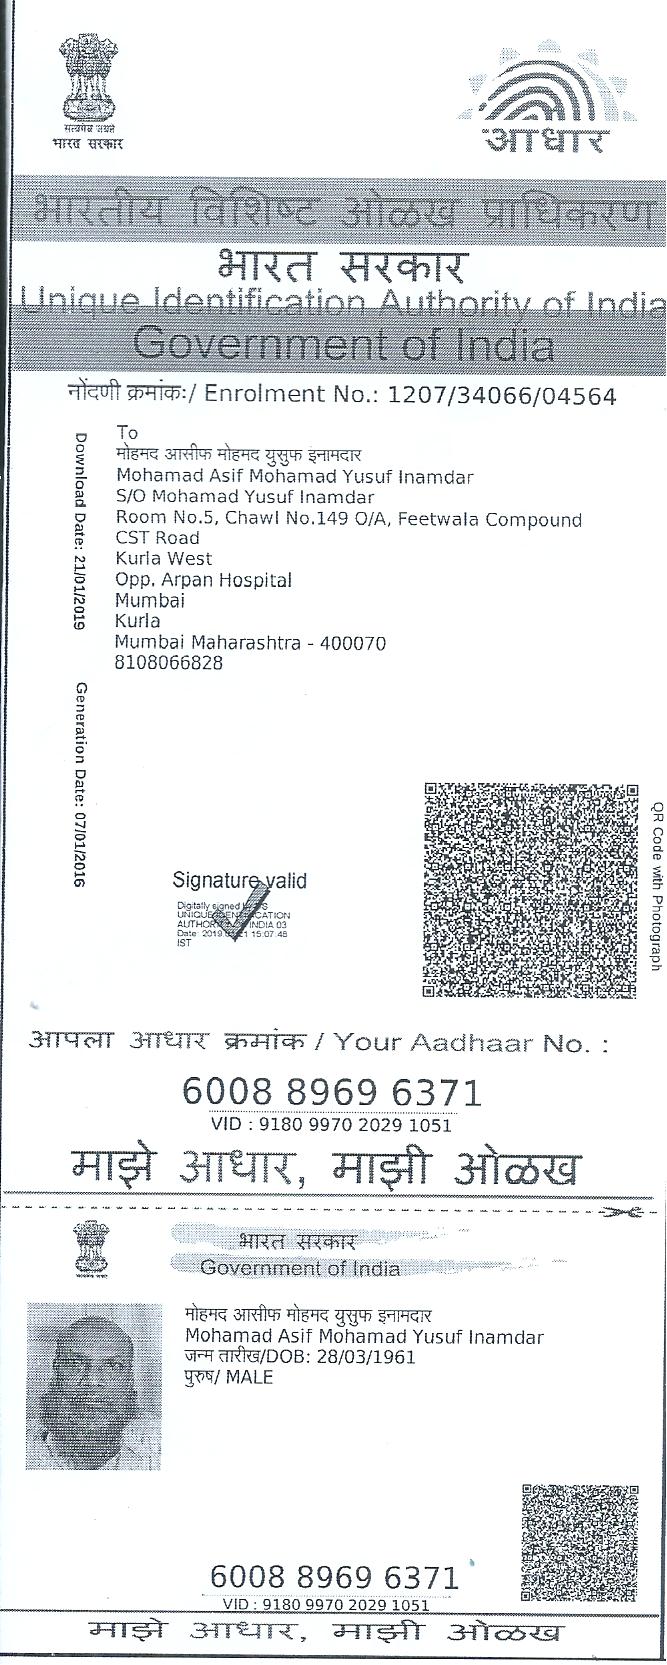 सत्यमेव जयते
भारत सरकार
आधार
भारतीय विशिष्ट ओळख प्राधिकरण
भारत सरकार
Unique Identification Authority of India
Government of India
नोंदणी क्रमांकः/ Enrolment No.: 1207/34066/04564
To
मोहमद आसीफ मोहमद युसुफ इनामदार
Mohamad Asif Mohamad Yusuf Inamdar
S/O Mohamad Yusuf Inamdar
Room No.5, Chawl No.149 O/A, Feetwala Compound
CST Road
Kurla West
Opp. Arpan Hospital
Mumbai
Kurla
Mumbai Maharashtra - 400070
8108066828
Download Date: 21/01/2019
Generation Date: 07/01/2016
Signature valid
Digitally signed
UNIQUE
AUTHOR INDIA 03
Date: 2019 15:07:48
IST
QR Code with Photograph
आपला आधार क्रमांक / Your Aadhaar No. :
6008 8969 6371
VID : 9180 9970 2029 1051
माझे आधार, माझी ओळख
भारत सरकार
Government of India
मोहमद आसीफ मोहमद युसुफ इनामदार
Mohamad Asif Mohamad Yusuf Inamdar
जन्म तारीख/DOB: 28/03/1961
पुरुष/ MALE
6008 8969 6371
VID : 9180 9970 2029 1051
माझे आधार, माझी ओळख